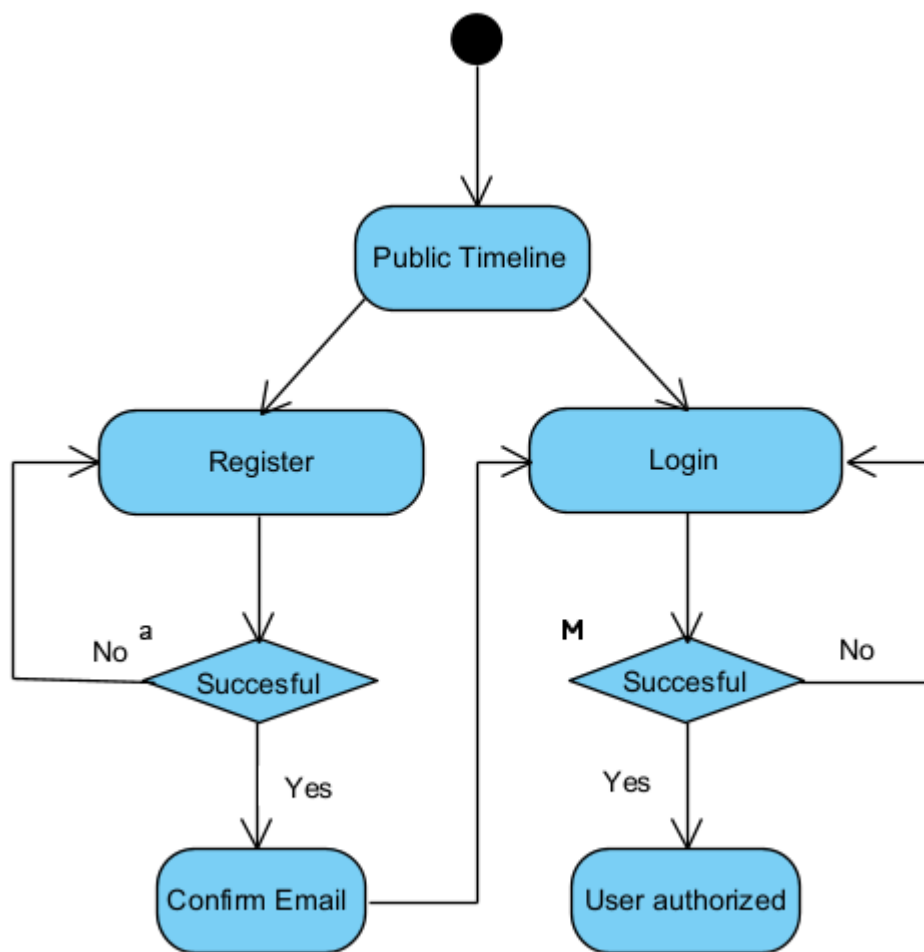 Public Timeline
Register
Login
No a
Succesful
M
Succesful
No
Yes
Yes
Confirm Email
User authorized